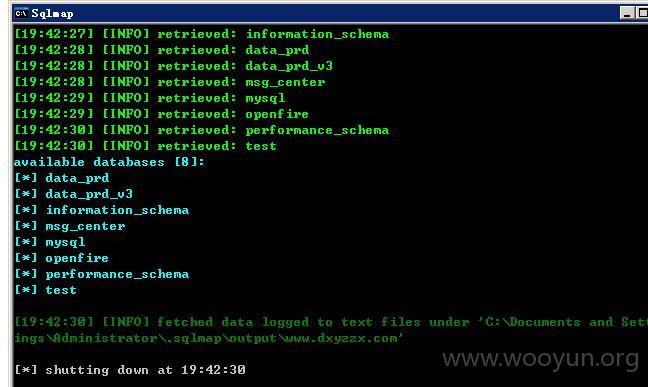 Sqlmap
[19:42:27] [INFO] retrieved: information_schema
[19:42:28] [INFO] retrieved: data_prd
[19:42:28] [INFO] retrieved: data_prd_v3
[19:42:28] [INFO] retrieved: msg_center
[19:42:29] [INFO] retrieved: mysql
[19:42:29] [INFO] retrieved: openfire
[19:42:30] [INFO] retrieved: performance_schema
[19:42:30] [INFO] retrieved: test
available databases [8]:
[*] data_prd
[*] data_prd_v3
[*] information_schema
[*] msg_center
[*] mysql
[*] openfire
[*] performance_schema
[*] test
[19:42:30] [INFO] fetched data logged to text files under 'C:\Documents and Sett
ings\Administrator\.sqlmap\output\www.dxyzzx.com'
www.wooyun.org
[*] shutting down at 19:42:30